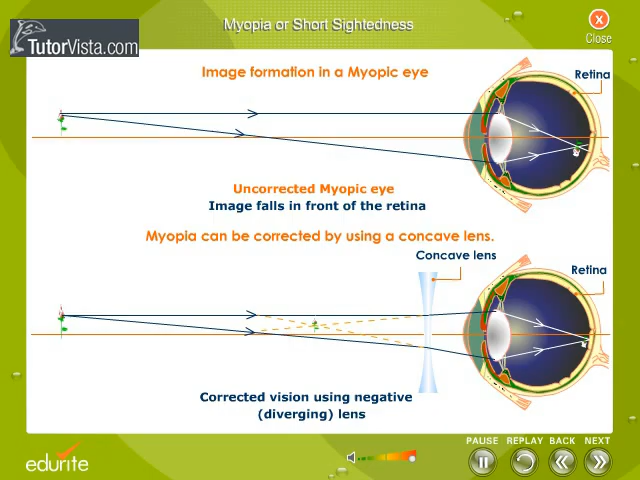 Myopia or Short Sightedness
Close
TutorVista.com
Image formation in a Myopic eye
Retina
Uncorrected Myopic eye
Image falls in front of the retina
Myopia can be corrected by using a concave lens.
Concave lens
Retina
Corrected vision using negative
(diverging) lens
PAUSE REPLAY BACK NEXT
edurite